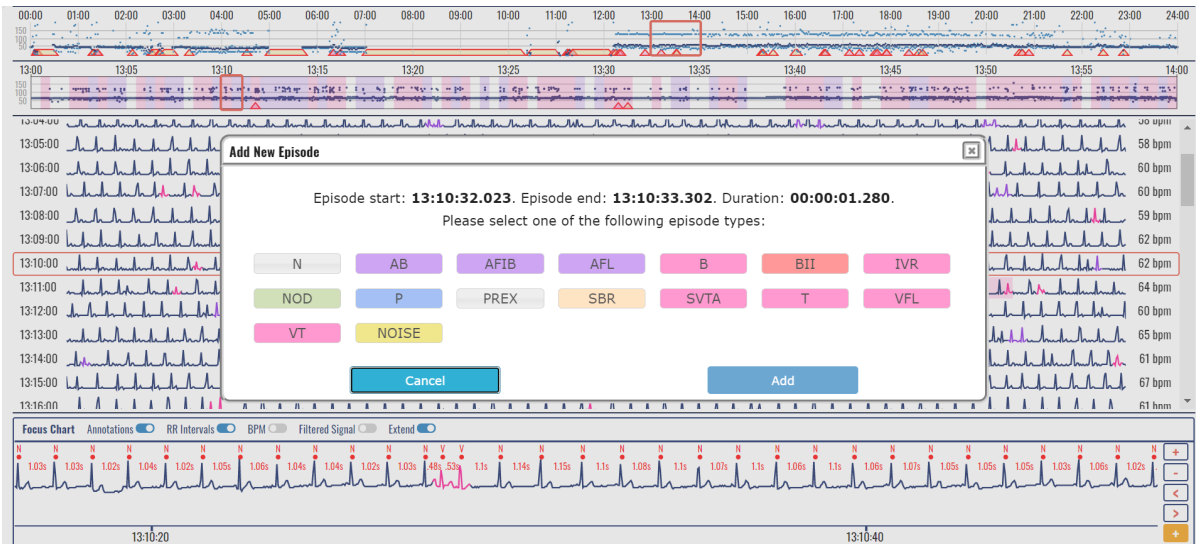 00:00 01:00 02:00 03:00 04:00 05:00 06:00 07:00 08:00 09:00 10:00 11:00 12:00 13:00 14:00 15:00 16:00 17:00 18:00 19:00 20:00 21:00 22:00 23:00 24:00
150
100
50
13:00 13:05 13:10 13:15 13:20 13:25 13:30 13:35 13:40 13:45 13:50 13:55 14:00
150
100
50
13:04:00 58 bpm
13:05:00 58 bpm
13:06:00 60 bpm
13:07:00 60 bpm
13:08:00 59 bpm
13:09:00 62 bpm
13:10:00 62 bpm
13:11:00 64 bpm
13:12:00 60 bpm
13:13:00 65 bpm
13:14:00 61 bpm
13:15:00 67 bpm
13:16:00 61 bpm
Add New Episode
Episode start: 13:10:32.023. Episode end: 13:10:33.302. Duration: 00:00:01.280.
Please select one of the following episode types:
N AB AFIB AFL B BII IVR
NOD P PREX SBR SVTA T VFL
VT NOISE
Cancel Add
Focus Chart Annotations RR Intervals BPM Filtered Signal Extend
N N N N N N N N N N N N V V N N N N N N N N N N N N N N N N N N
1.03s 1.03s 1.02s 1.04s 1.02s 1.05s 1.06s 1.04s 1.04s 1.02s 1.03s .48s .53s 1.1s 1.14s 1.15s 1.1s 1.08s 1.1s 1.07s 1.1s 1.06s 1.1s 1.06s 1.07s 1.05s 1.05s 1.03s 1.06s 1.02s
+
-
<
>
+
13:10:20 13:10:40